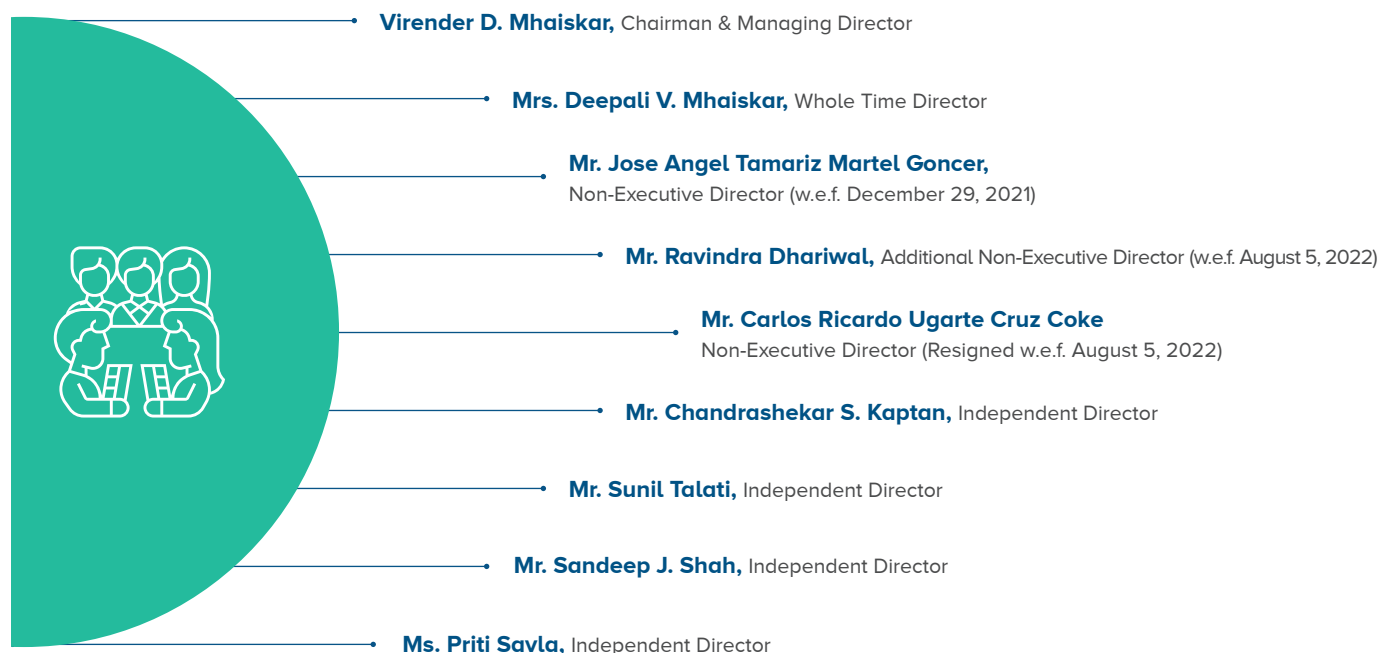 Virender D. Mhaiskar, Chairman & Managing Director
Mrs. Deepali V. Mhaiskar, Whole Time Director
Mr. Jose Angel Tamariz Martel Goncer,
Non-Executive Director (w.e.f. December 29, 2021)
Mr. Ravindra Dhariwal, Additional Non-Executive Director (w.e.f. August 5, 2022)
Mr. Carlos Ricardo Ugarte Cruz Coke
Non-Executive Director (Resigned w.e.f. August 5, 2022)
Mr. Chandrashekar S. Kaptan, Independent Director
Mr. Sunil Talati, Independent Director
Mr. Sandeep J. Shah, Independent Director
Ms. Priti Savla, Independent Director